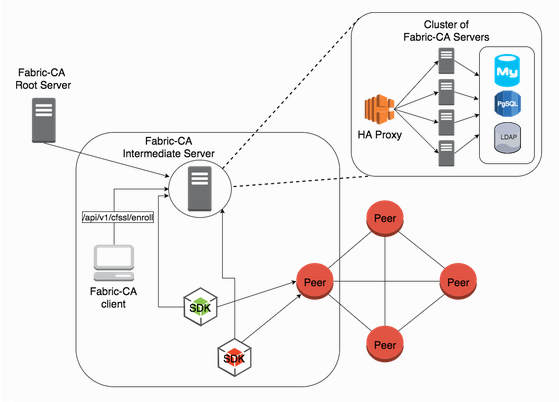 Cluster of
Fabric-CA Servers
My
PgSQL
LDAP
HA Proxy
Fabric-CA
Root Server
Fabric-CA
Intermediate Server
/api/v1/cfssl/enroll
Fabric-CA
client
SDK
SDK
Peer
Peer
Peer
Peer